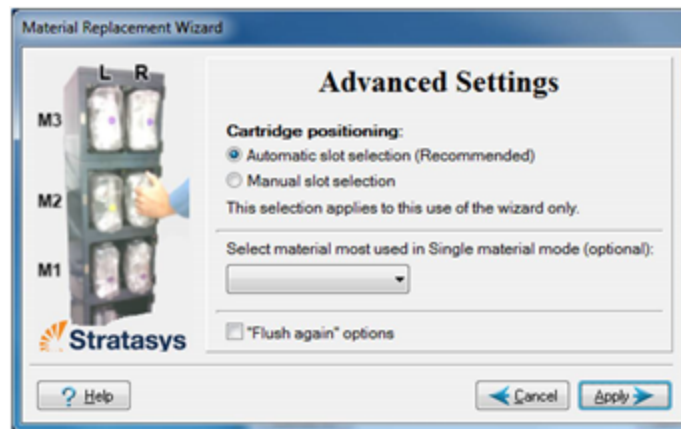 Material Replacement Wizard
L R
Advanced Settings
M3
Cartridge positioning:
Automatic slot selection (Recommended)
Manual slot selection
M2
This selection applies to this use of the wizard only.
Select material most used in Single material mode (optional):
M1
"Flush again" options
Stratasys
? Help
Cancel
Apply